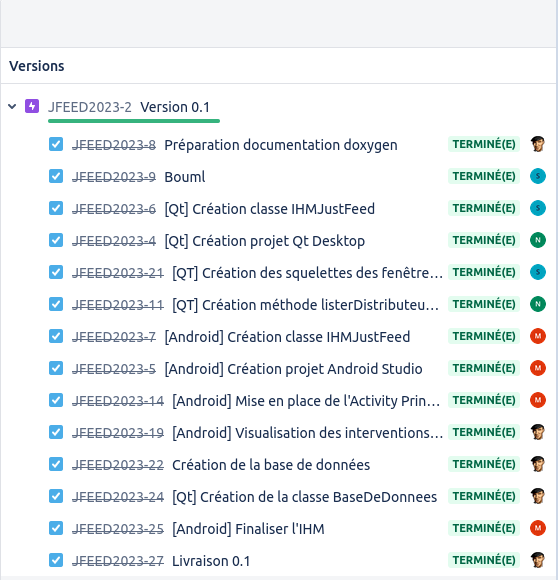 Versions
JFEED2023-2 Version 0.1
JFEED2023-8 Préparation documentation doxygen TERMINÉ(E)
JFEED2023-9 Bouml TERMINÉ(E) S
JFEED2023-6 [Qt] Création classe IHMJustFeed TERMINÉ(E) S
JFEED2023-4 [Qt] Création projet Qt Desktop TERMINÉ(E) N
JFEED2023-21 [QT] Création des squelettes des fenêtre... TERMINÉ(E) S
JFEED2023-11 [QT] Création méthode listerDistributeu... TERMINÉ(E) N
JFEED2023-7 [Android] Création classe IHMJustFeed TERMINÉ(E) M
JFEED2023-5 [Android] Création projet Android Studio TERMINÉ(E) M
JFEED2023-14 [Android] Mise en place de l'Activity Prin... TERMINÉ(E) M
JFEED2023-19 [Android] Visualisation des interventions... TERMINÉ(E)
JFEED2023-22 Création de la base de données TERMINÉ(E)
JFEED2023-24 [Qt] Création de la classe BaseDeDonnees TERMINÉ(E)
JFEED2023-25 [Android] Finaliser l'IHM TERMINÉ(E) M
JFEED2023-27 Livraison 0.1 TERMINÉ(E)